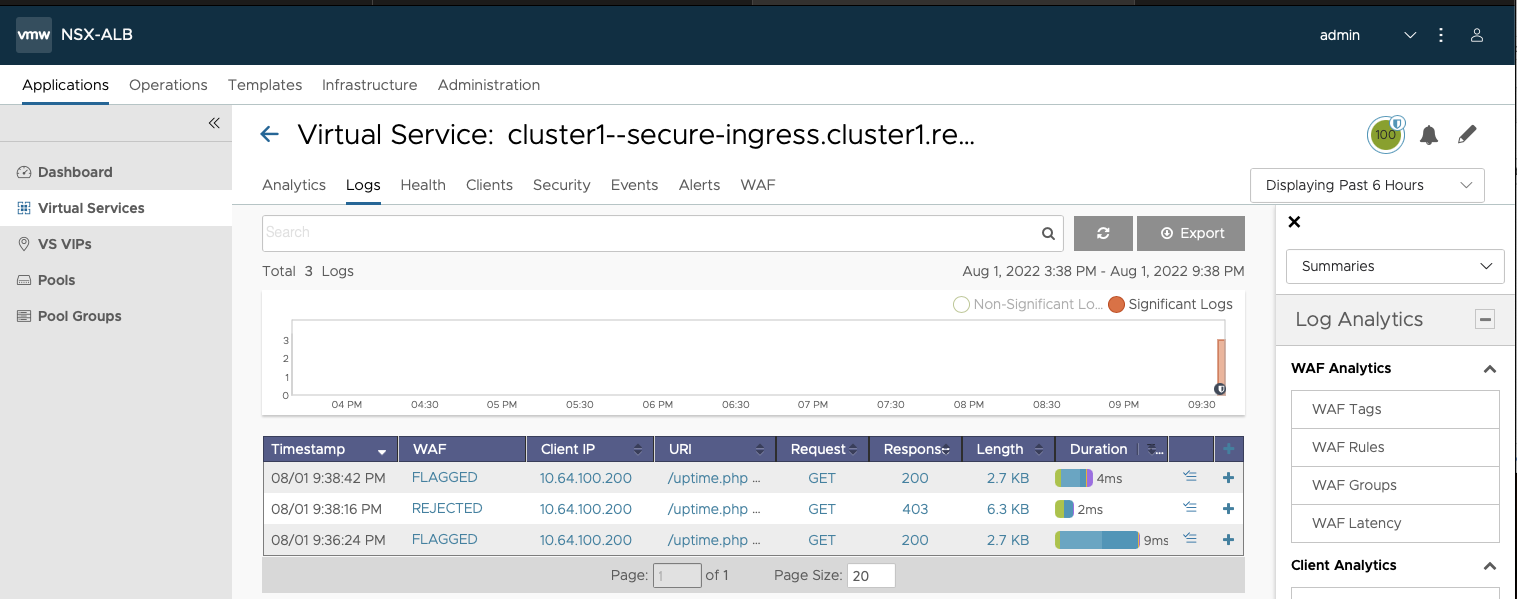 vmw NSX-ALB admin
Applications Operations Templates Infrastructure Administration
Dashboard
Virtual Services
VS VIPs
Pools
Pool Groups
Virtual Service: cluster1--secure-ingress.cluster1.re...
100
Analytics Logs Health Clients Security Events Alerts WAF
Displaying Past 6 Hours
Search
Export
Total 3 Logs
Aug 1, 2022 3:38 PM - Aug 1, 2022 9:38 PM
Non-Significant Lo... Significant Logs
3
2
1
0
04 PM 04:30 05 PM 05:30 06 PM 06:30 07 PM 07:30 08 PM 08:30 09 PM 09:30
Timestamp WAF Client IP URI Request Respons Length Duration ...
08/01 9:38:42 PM FLAGGED 10.64.100.200 /uptime.php ... GET 200 2.7 KB 4ms
08/01 9:38:16 PM REJECTED 10.64.100.200 /uptime.php ... GET 403 6.3 KB 2ms
08/01 9:36:24 PM FLAGGED 10.64.100.200 /uptime.php ... GET 200 2.7 KB 9ms
Page: 1 of 1 Page Size: 20
Summaries
Log Analytics
WAF Analytics
WAF Tags
WAF Rules
WAF Groups
WAF Latency
Client Analytics